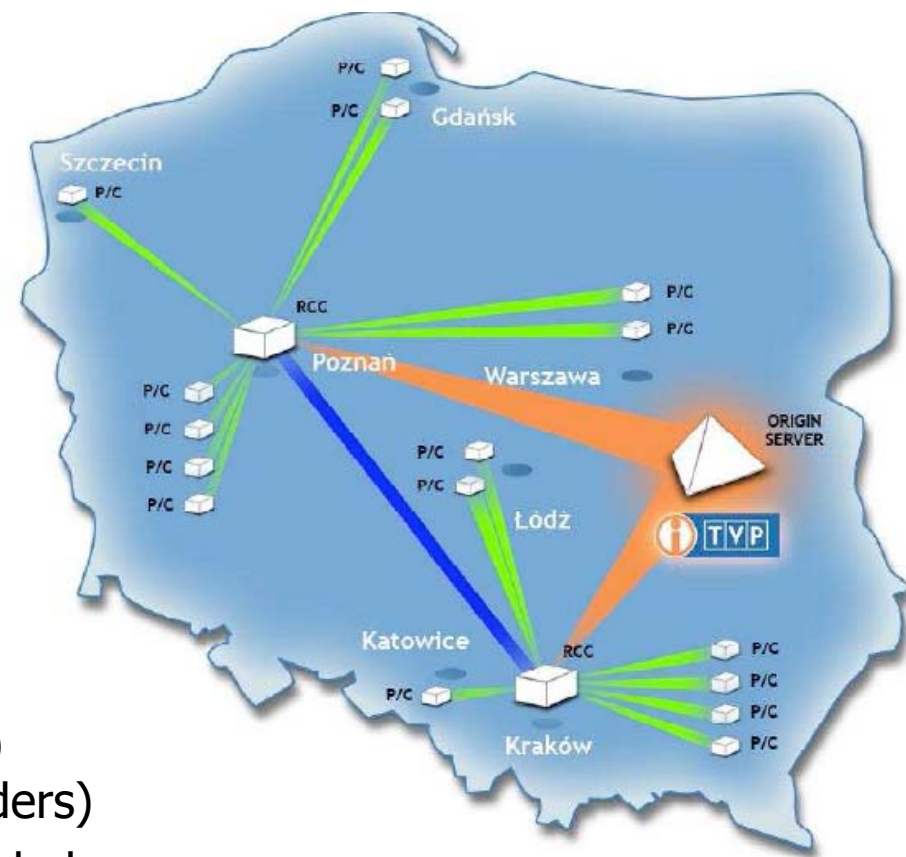 P/C
P/C
Gdańsk
Szczecin
P/C
P/C
RCC
P/C
Poznań
Warszawa
P/C
ORIGIN
SERVER
P/C
P/C
P/C
P/C
P/C
Łódź
i TVP
Katowice
RCC
P/C
P/C
P/C
P/C
P/C
Kraków
)
ders)